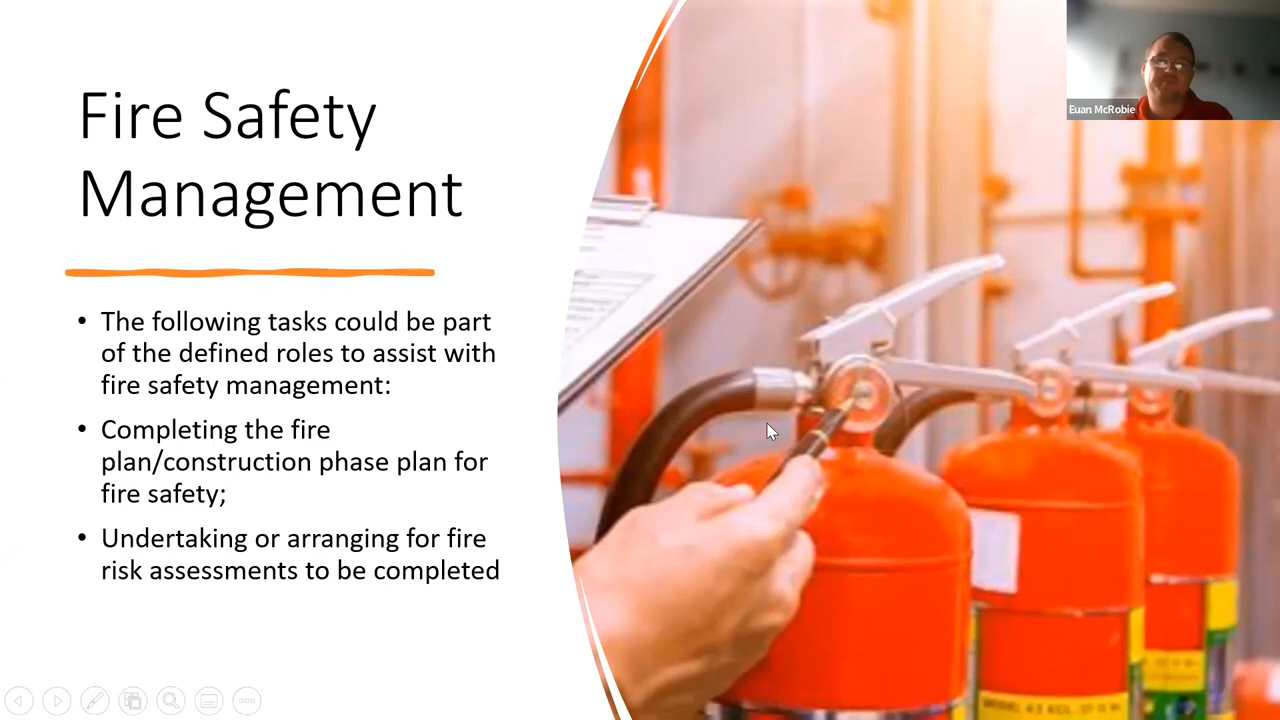 Fire Safety
Management
• The following tasks could be part
of the defined roles to assist with
fire safety management:
• Completing the fire
plan/construction phase plan for
fire safety;
• Undertaking or arranging for fire
risk assessments to be completed
Euan McRobie